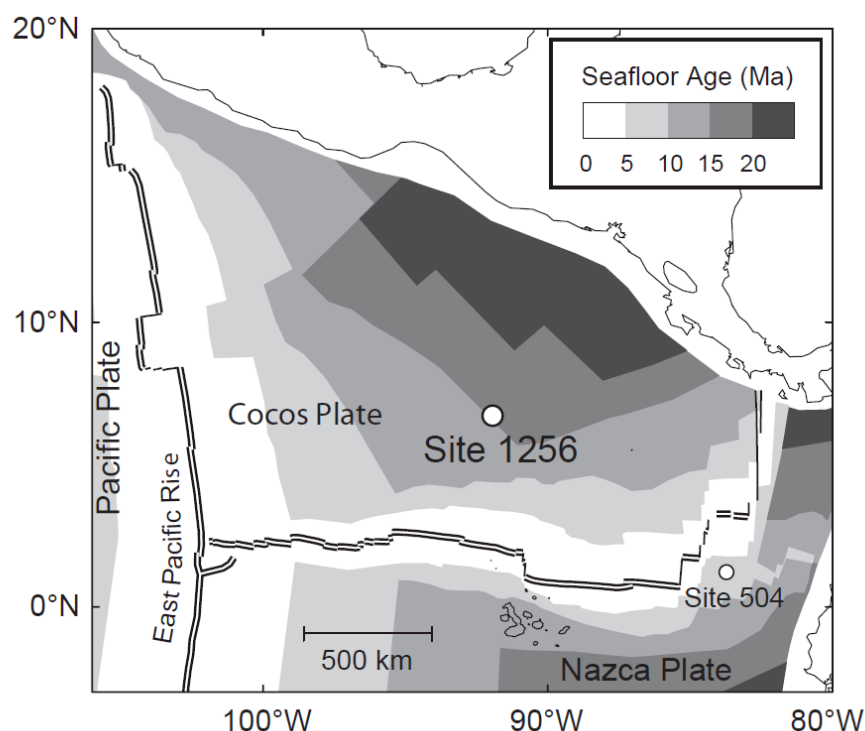 20°N
Seafloor Age (Ma)
0 5 10 15 20
10°N
Pacific Plate
Cocos Plate
Site 1256
East Pacific Rise
0°N
Site 504
500 km
Nazca Plate
100°W 90°W 80°W